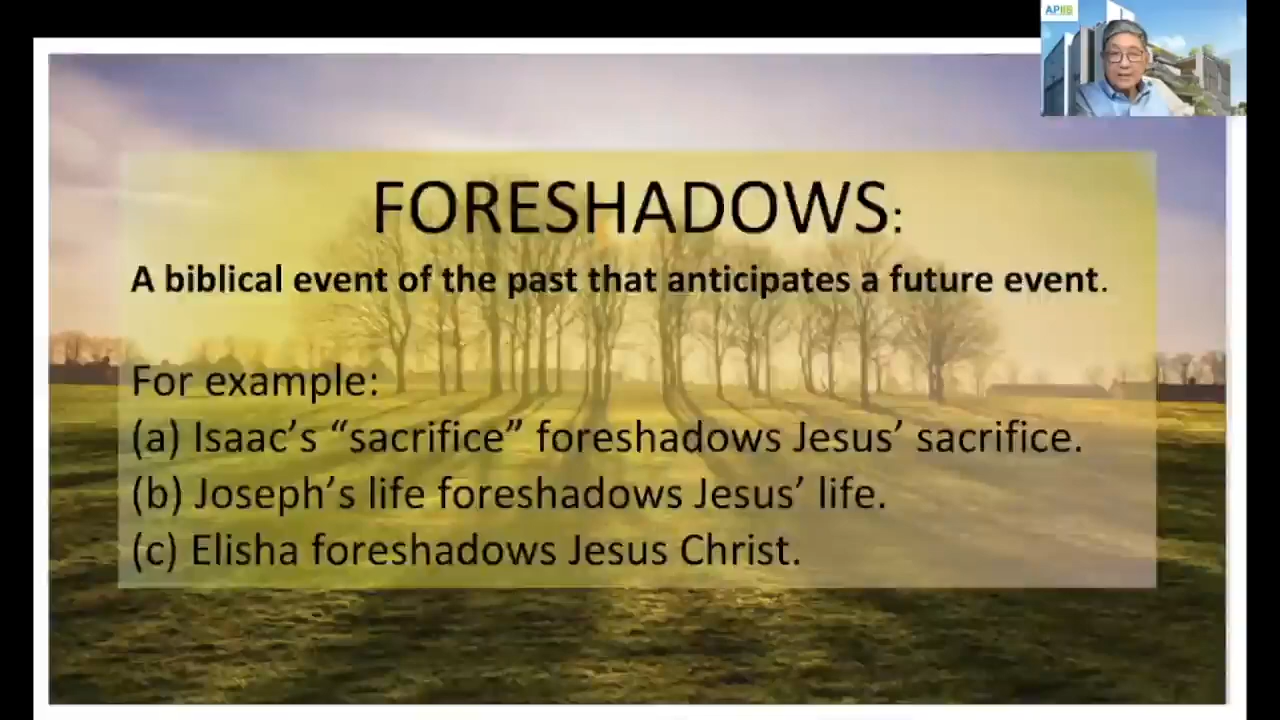 APIIS
FORESHADOWS:
A biblical event of the past that anticipates a future event.
For example:
(a) Isaac’s “sacrifice” foreshadows Jesus’ sacrifice.
(b) Joseph’s life foreshadows Jesus’ life.
(c) Elisha foreshadows Jesus Christ.